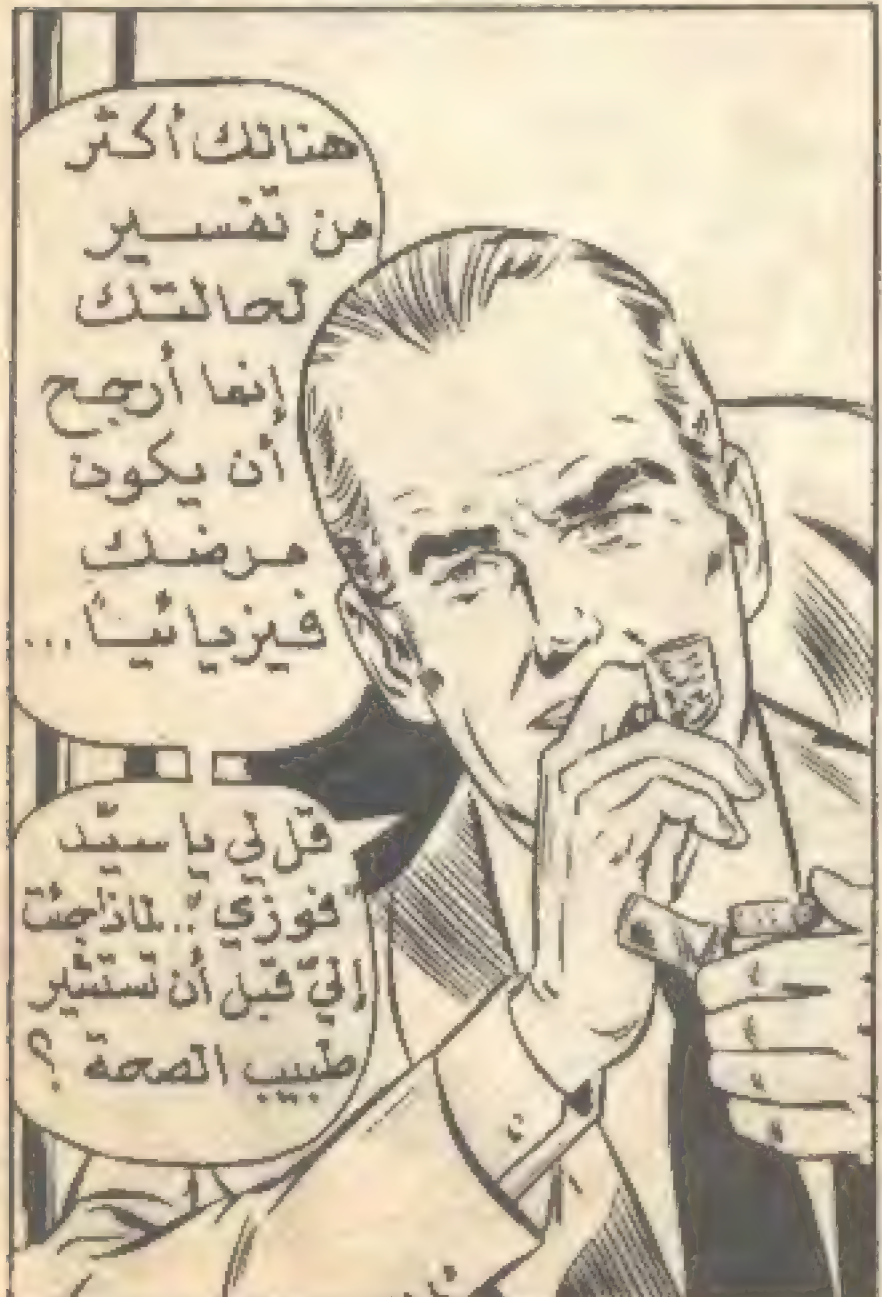 هنالك أكثر
من تفسير
لحالتك
إنما أرجح
أن يكون
مرضك
فيزيائياً...
قل لي يا سيّد
"فوزي".. لماذا جئت
إليّ قبل أن تستشير
طبيب الصحة؟